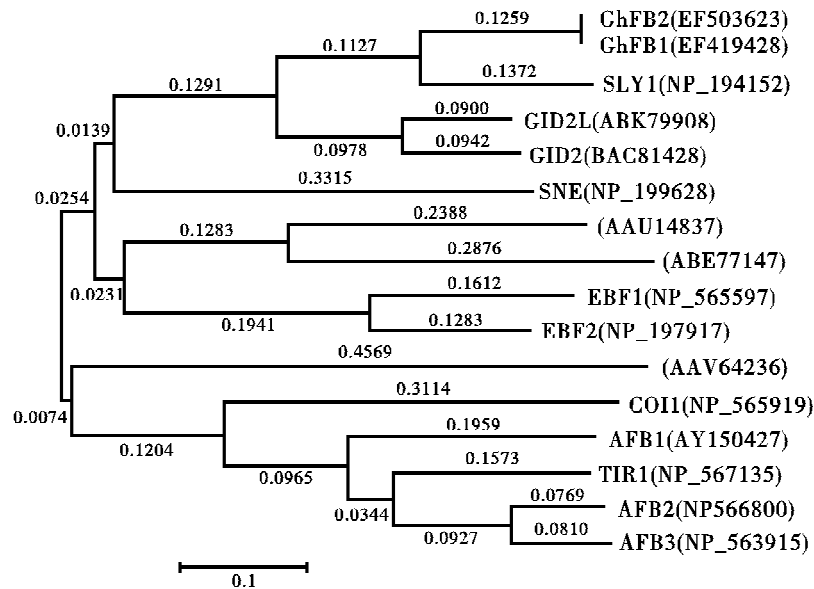 0.1259 GhFB2(EF503623)
GhFB1(EF419428)
0.1127
0.1372 SLY1(NP_194152)
0.1291
0.0900 GID2L(ABK79908)
0.0139
0.0978 0.0942 GID2(BAC81428)
0.3315 SNE(NP_199628)
0.0254
0.2388 (AAU14837)
0.1283
0.2876 (ABE77147)
0.0231
0.1612 EBF1(NP_565597)
0.1941 0.1283 EBF2(NP_197917)
0.4569 (AAV64236)
0.3114 COI1(NP_565919)
0.0074
0.1204 0.1959 AFB1(AY150427)
0.0965 0.1573 TIR1(NP_567135)
0.0344 0.0769 AFB2(NP566800)
0.0927 0.0810 AFB3(NP_563915)
0.1